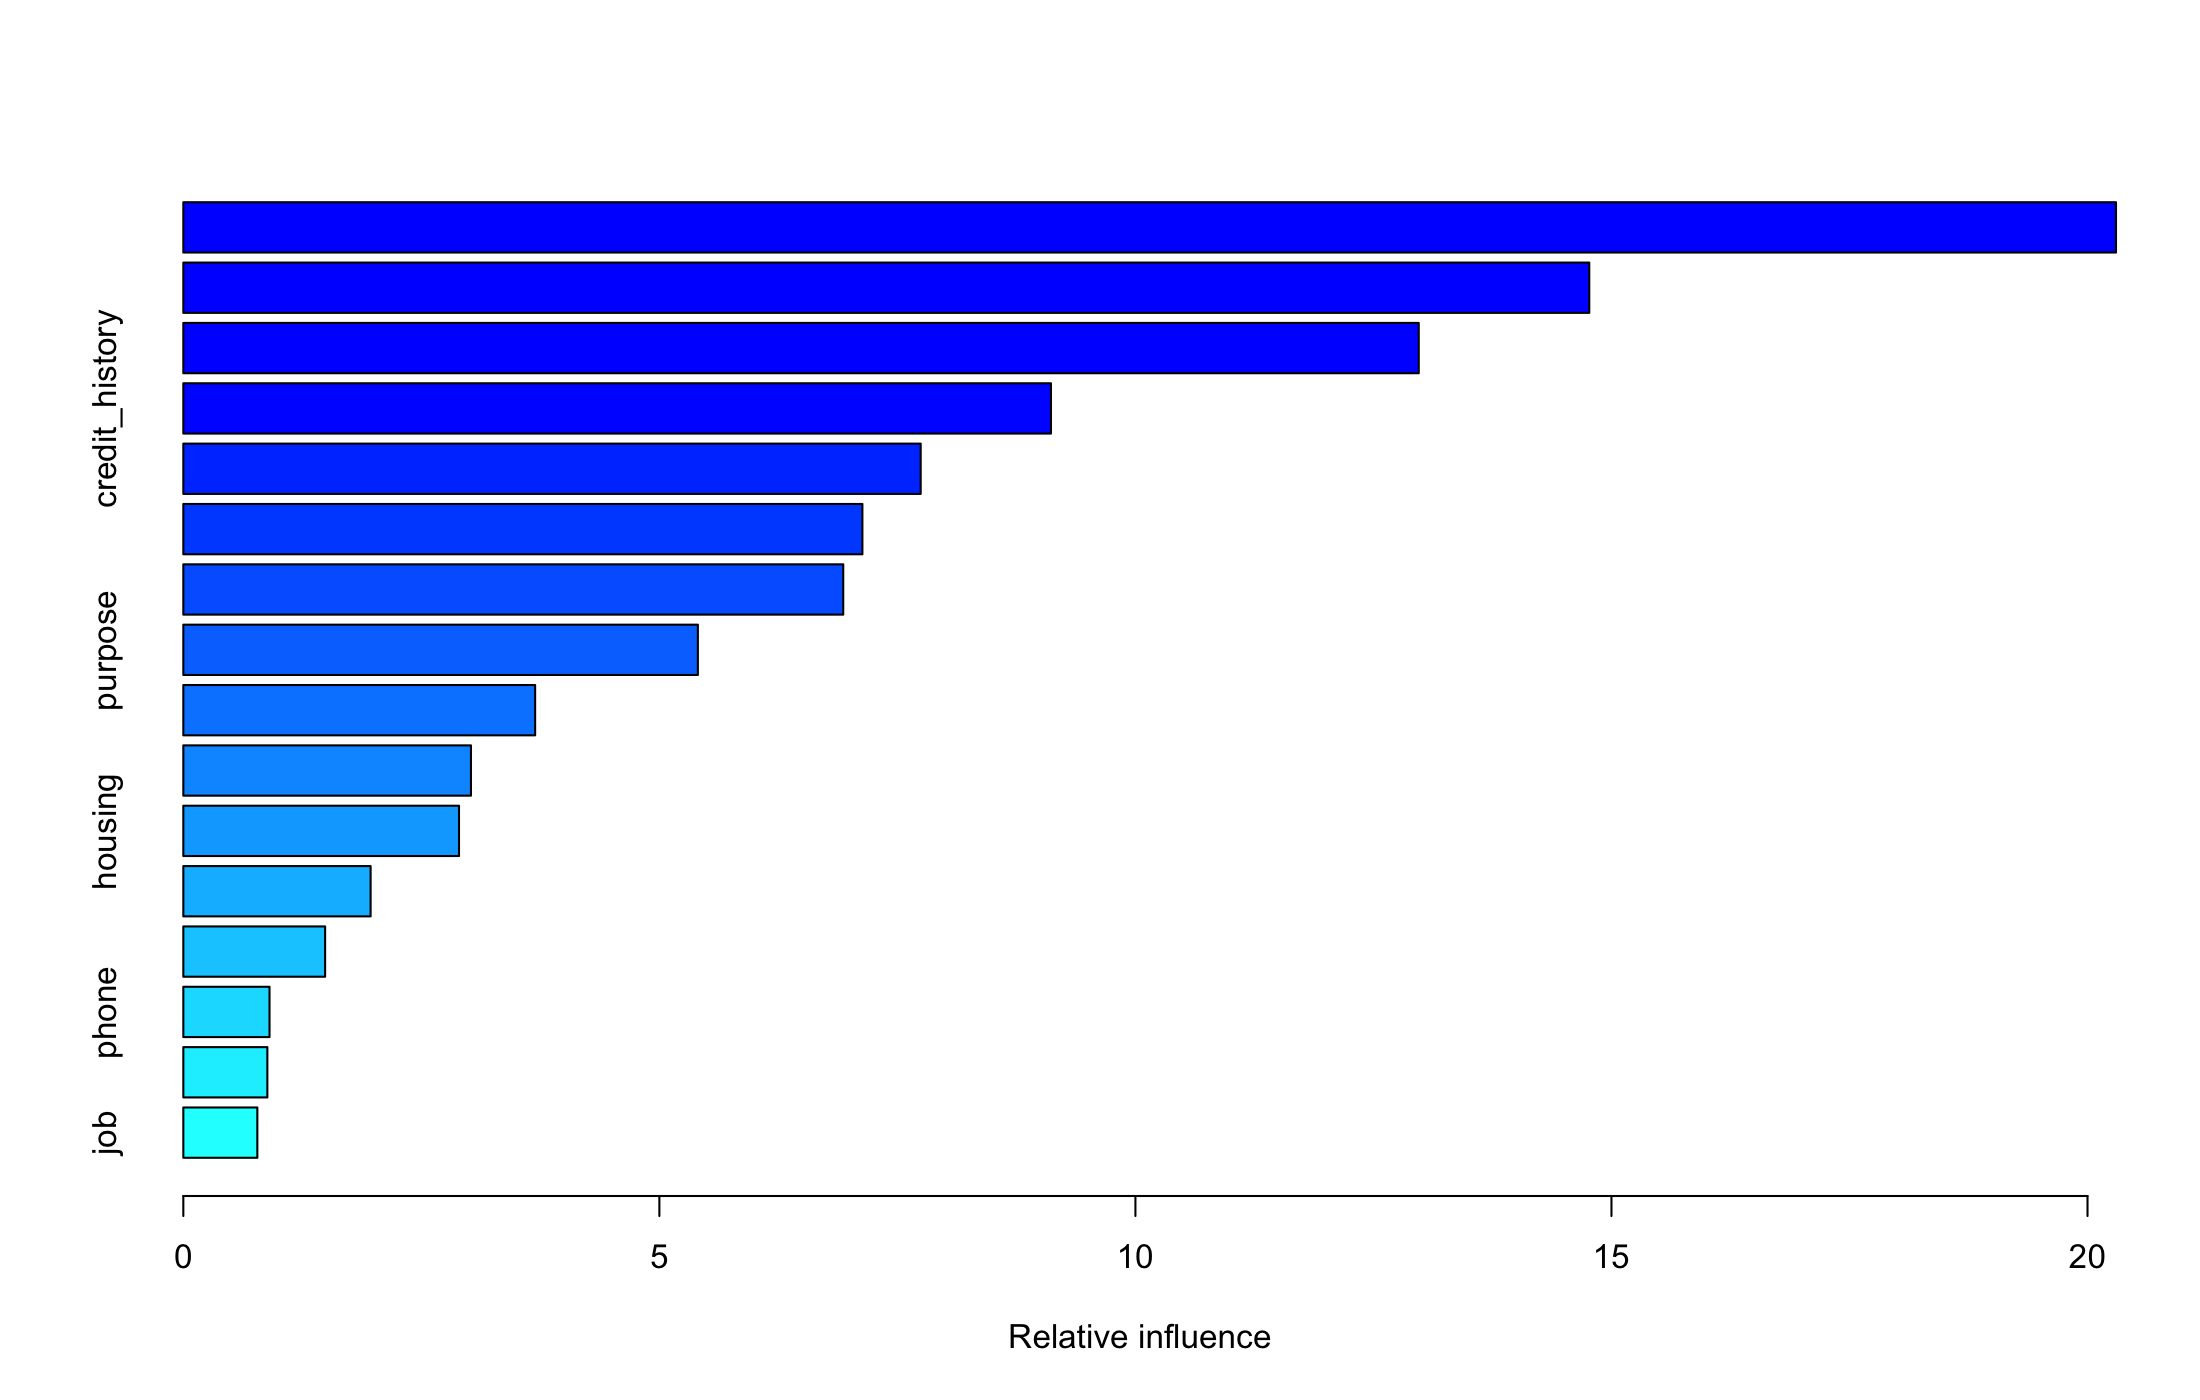 credit_history
purpose
housing
phone
job
0 5 10 15 20
Relative influence